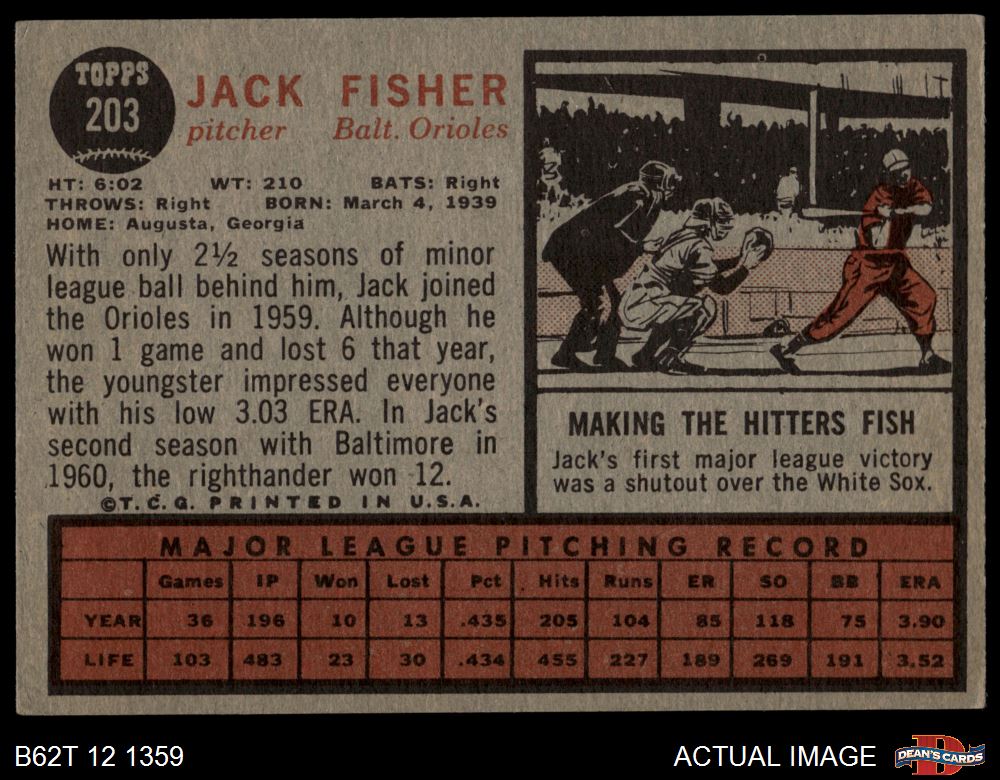 TOPPS
203
JACK FISHER
pitcher Balt. Orioles
HT: 6:02 WT: 210 BATS: Right
THROWS: Right BORN: March 4, 1939
HOME: Augusta, Georgia
With only 2½ seasons of minor
league ball behind him, Jack joined
the Orioles in 1959. Although he
won 1 game and lost 6 that year,
the youngster impressed everyone
with his low 3.03 ERA. In Jack's
second season with Baltimore in
1960, the righthander won 12.
©T.C.G. PRINTED IN U.S.A.
MAKING THE HITTERS FISH
Jack's first major league victory
was a shutout over the White Sox.
MAJOR LEAGUE PITCHING RECORD
Games IP Won Lost Pct Hits Runs ER SO BB ERA
YEAR 36 196 10 13 .435 205 104 85 118 75 3.90
LIFE 103 483 23 30 .434 455 227 189 269 191 3.52
B62T 12 1359 ACTUAL IMAGE DEAN'S CARDS